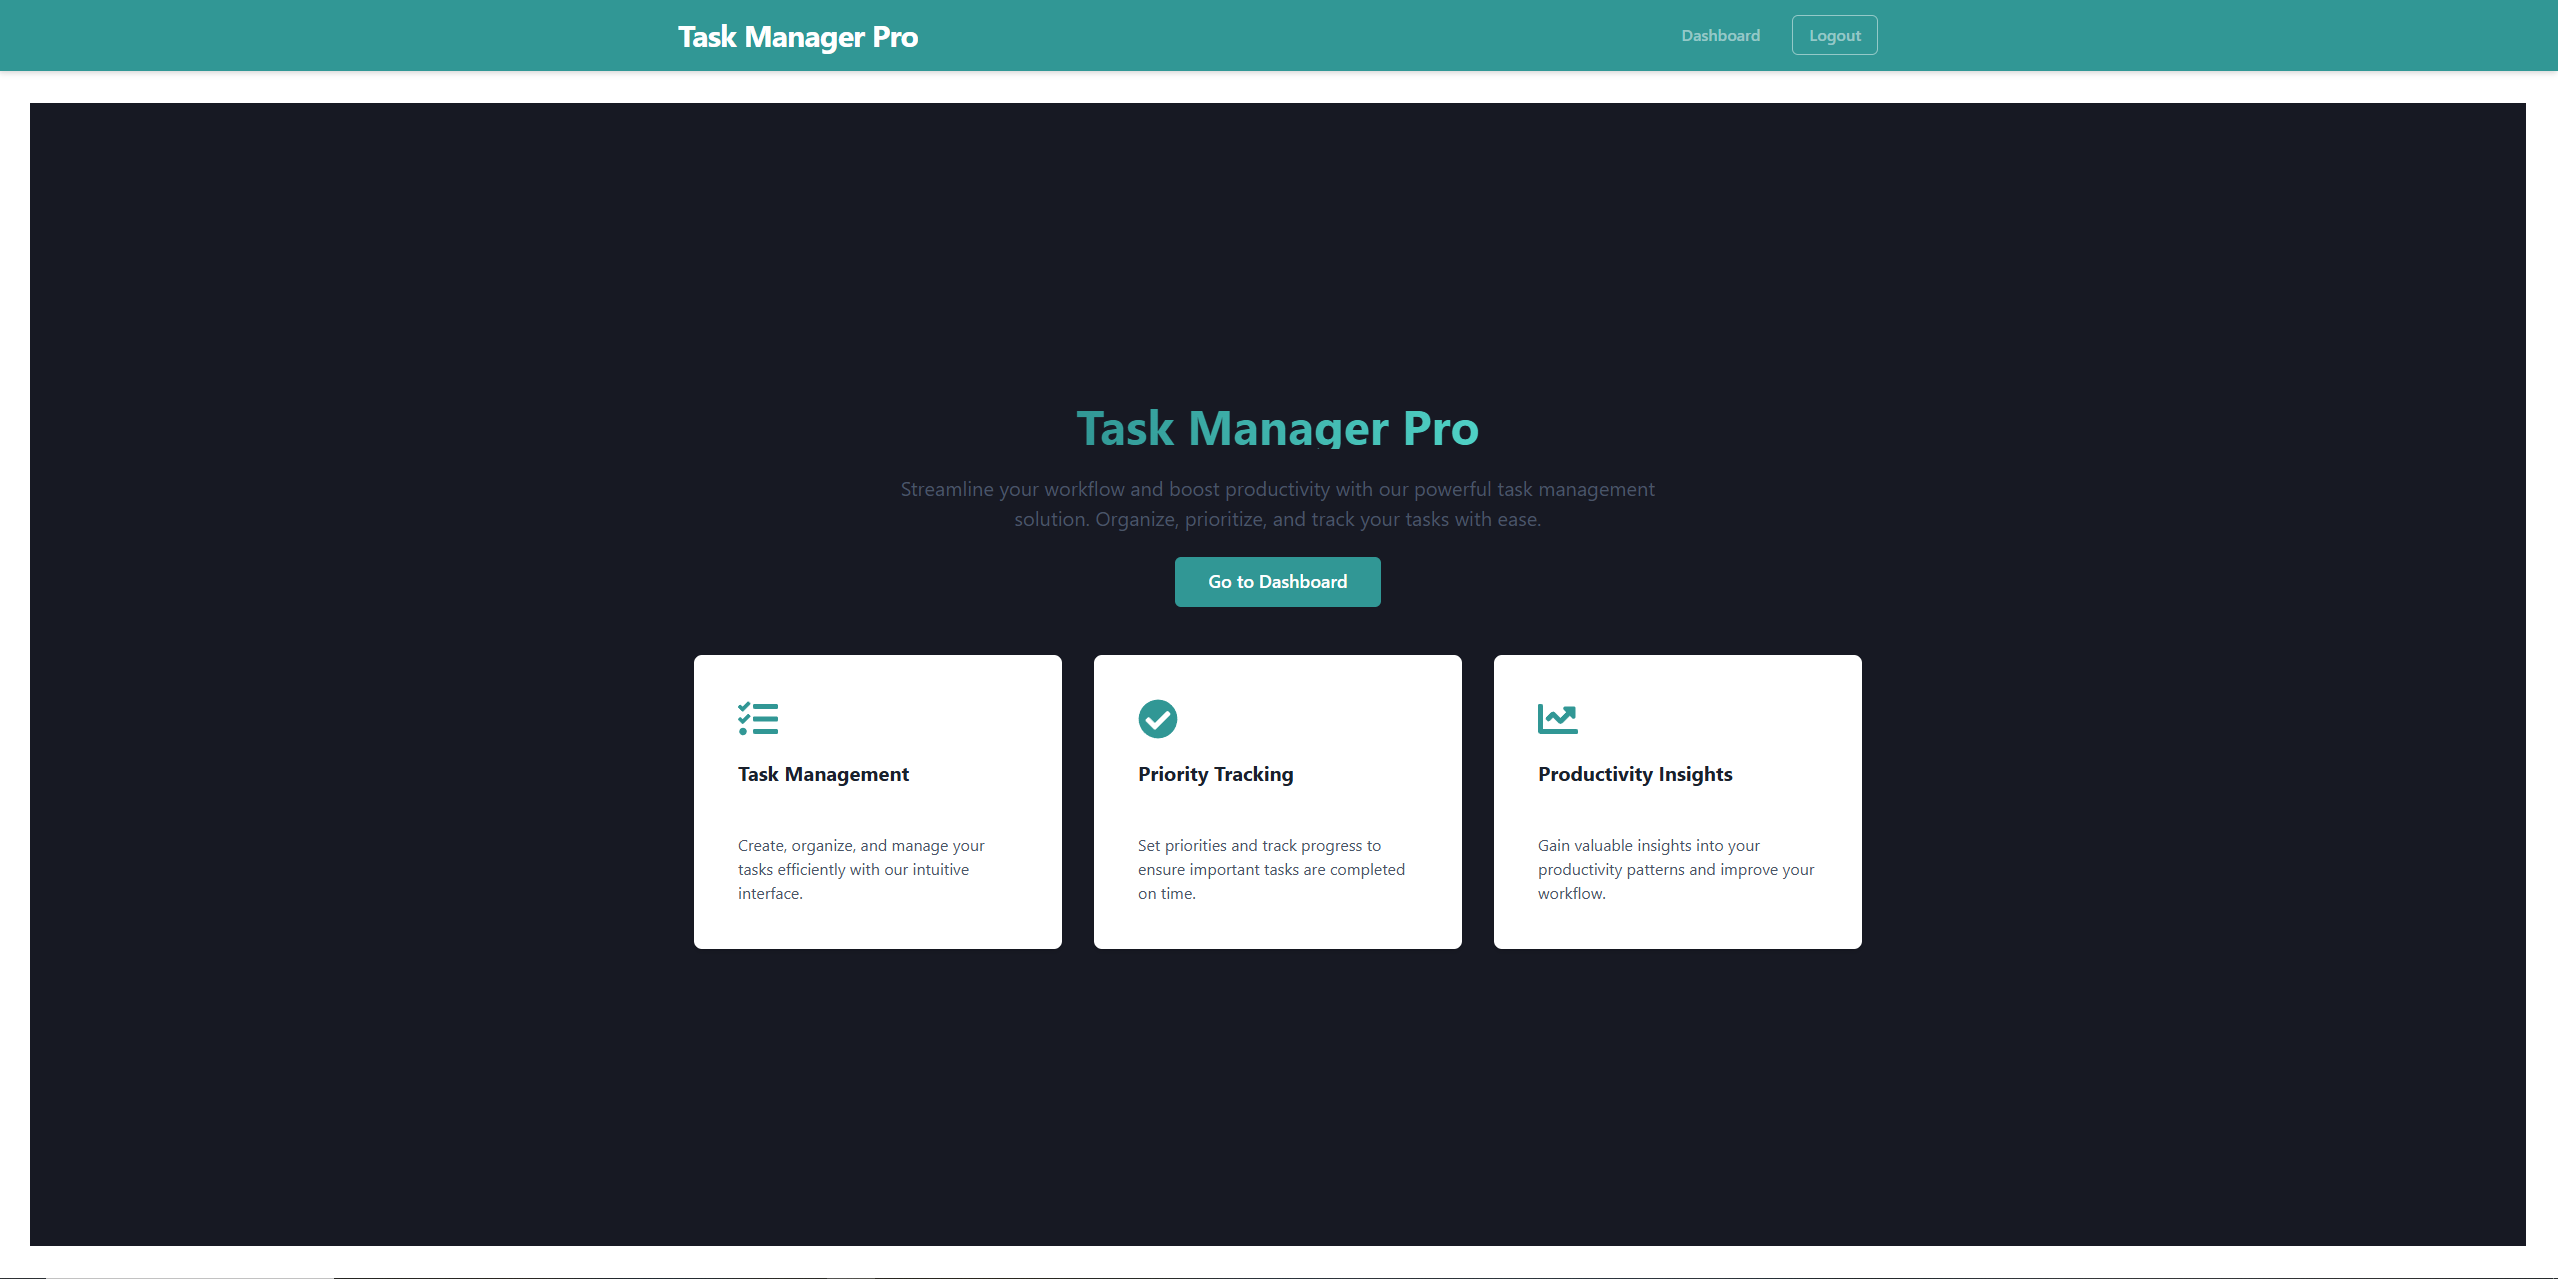 Task Manager Pro
Dashboard
Logout
Task Manager Pro
Streamline your workflow and boost productivity with our powerful task management
solution. Organize, prioritize, and track your tasks with ease.
Go to Dashboard
Task Management
Create, organize, and manage your
tasks efficiently with our intuitive
interface.
Priority Tracking
Set priorities and track progress to
ensure important tasks are completed
on time.
Productivity Insights
Gain valuable insights into your
productivity patterns and improve your
workflow.